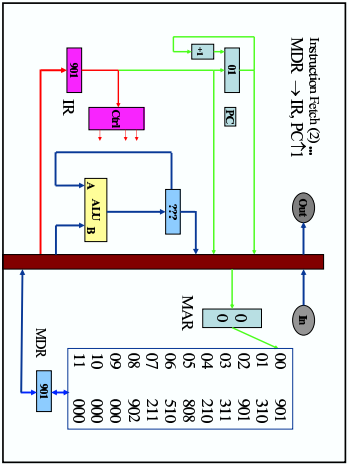 Instruction Fetch (2)...
MDR → IR, PC↑1
Out
In
01
PC
+1
MAR
0 0
00 901
01 310
02 901
03 311
04 210
05 808
06 510
07 211
08 902
09 000
10 000
11 000
???
A ALU B
Ctrl
901
IR
MDR
901